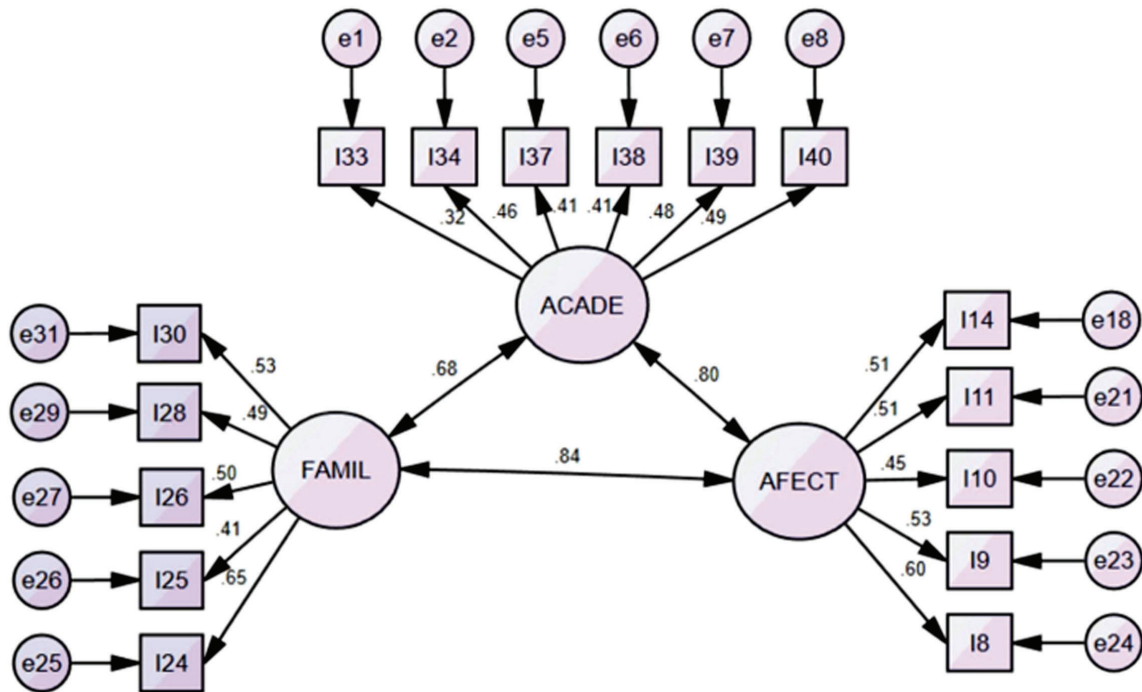 e1 e2 e5 e6 e7 e8
I33 I34 I37 I38 I39 I40
.32 .46 .41 .41 .48 .49
ACADE
e31 I30
I14 e18
.53
.51
.68
.80
e29 I28
I11 e21
.49
.51
FAMIL
.84
AFECT
e27 I26
.50
.45
I10 e22
.41
.53
e26 I25
I9 e23
.65
.60
e25 I24
I8 e24